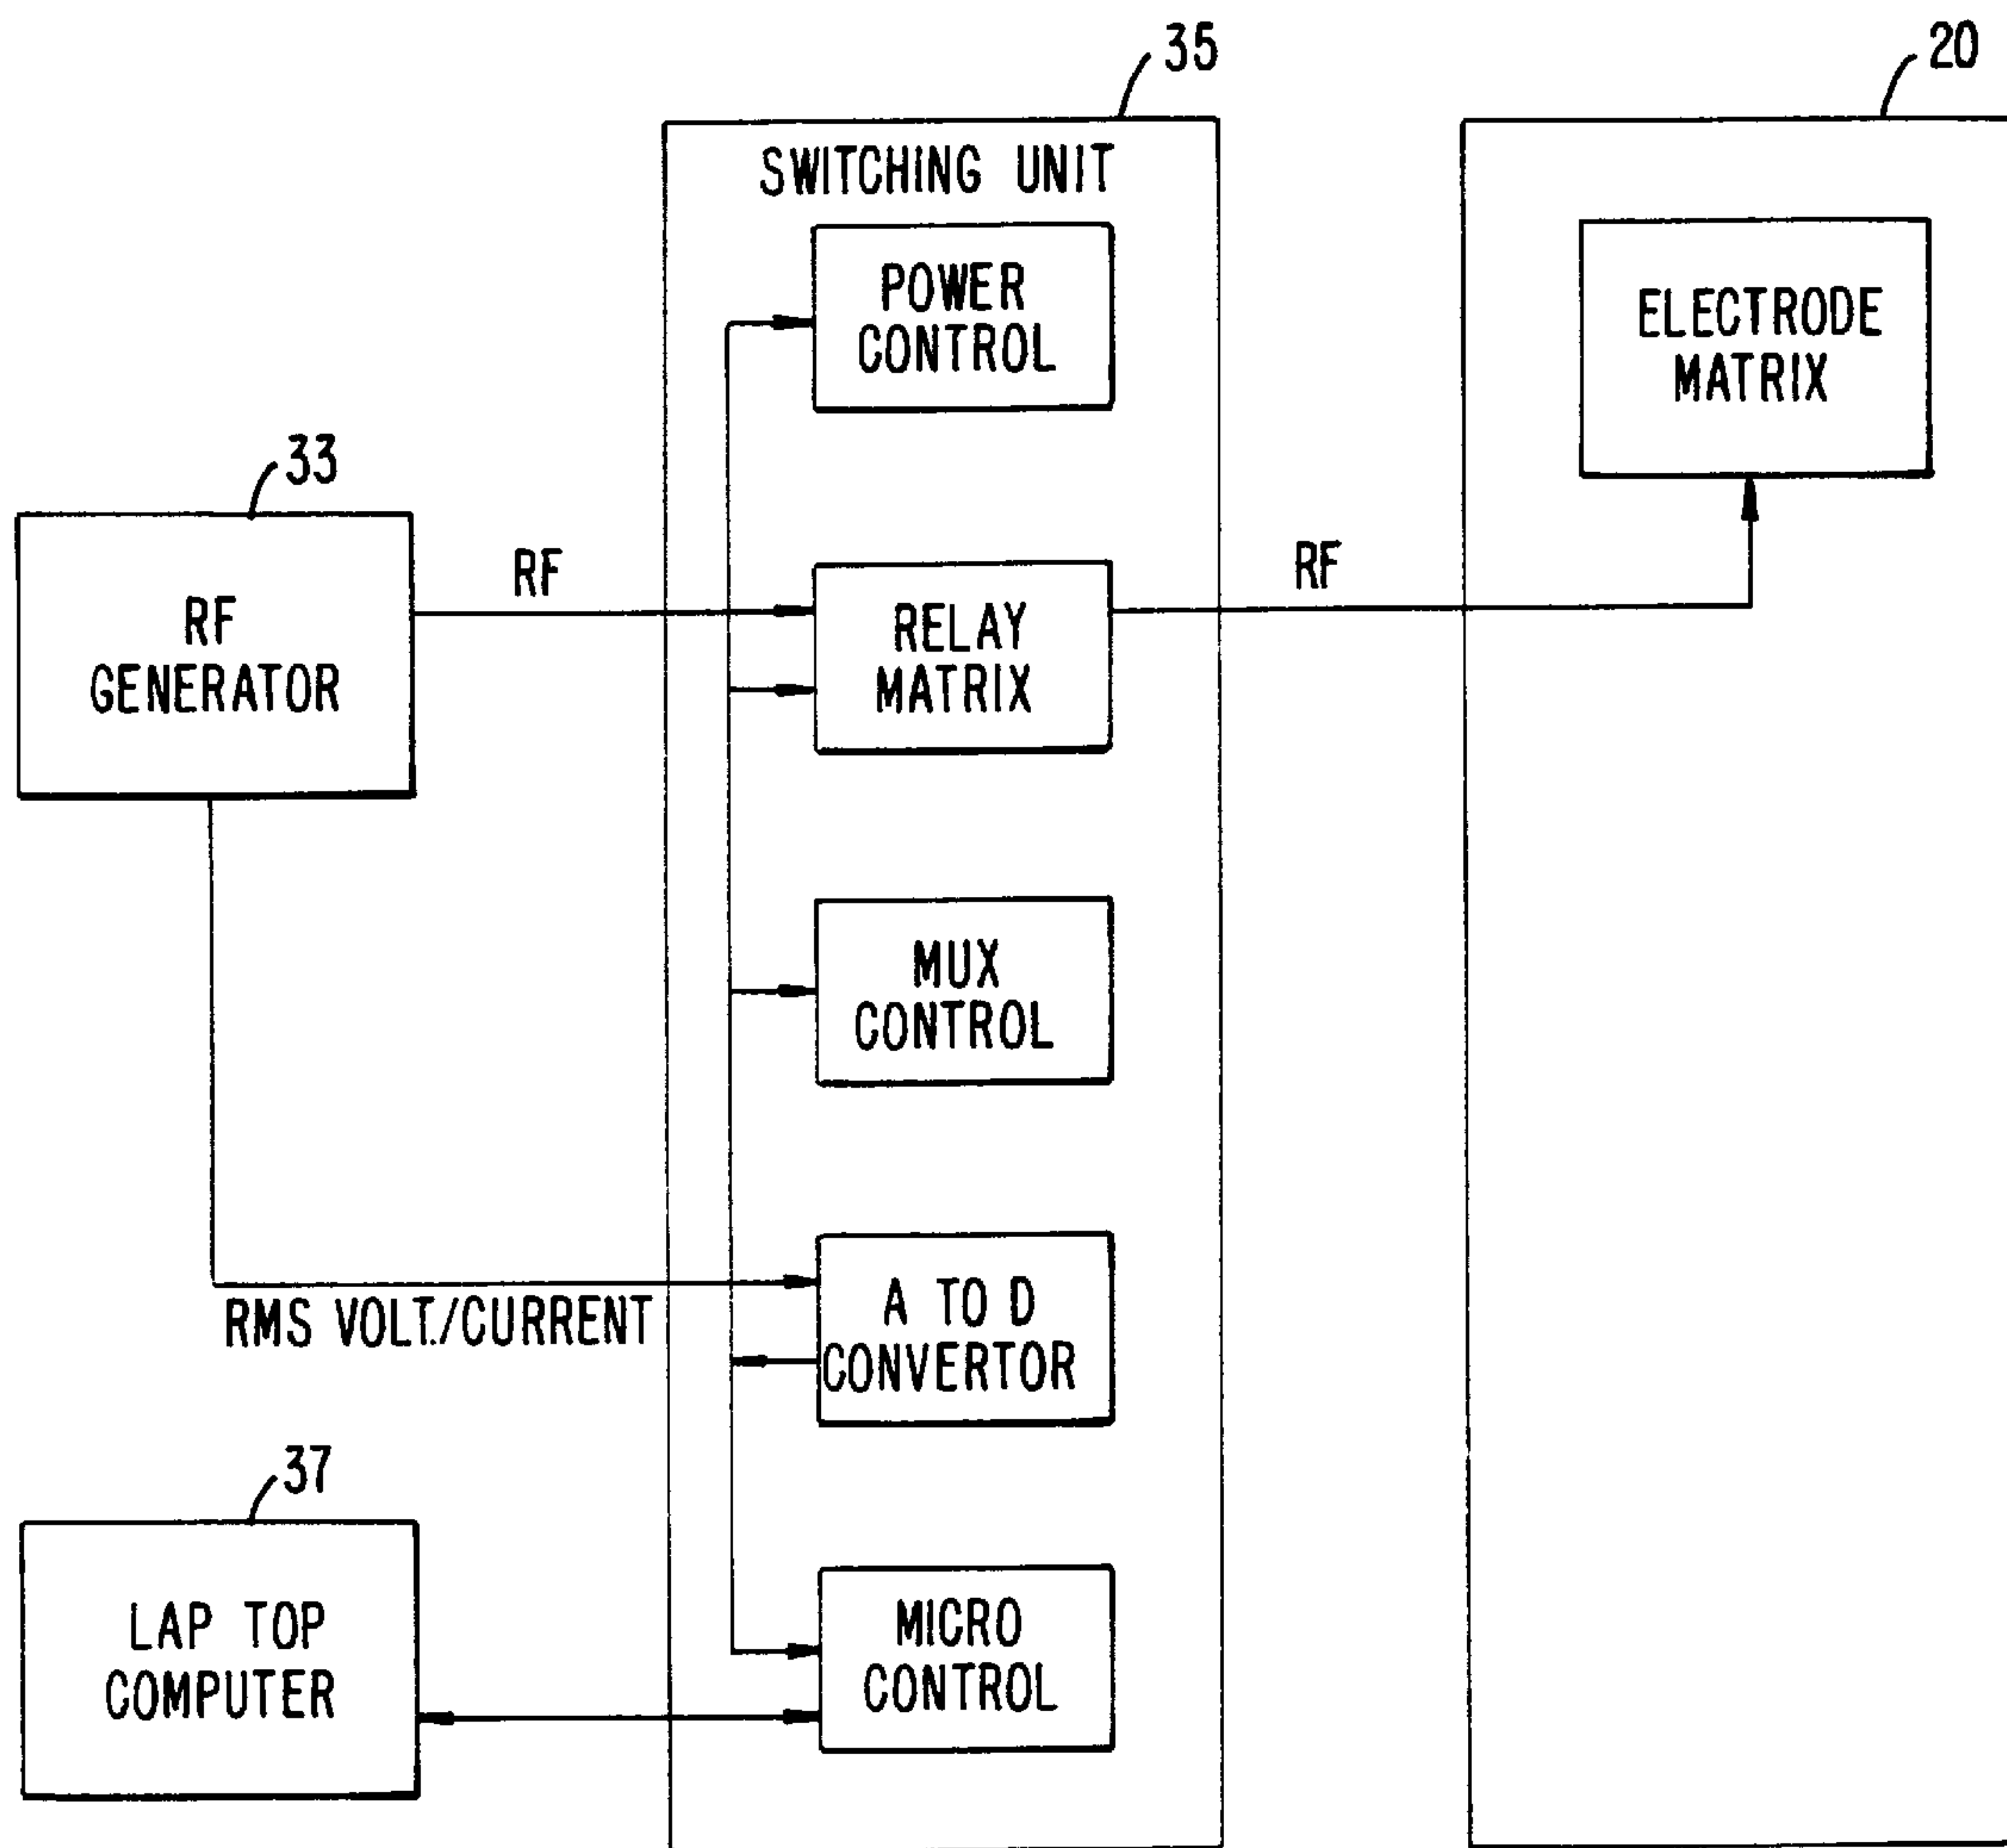 35
20
SWITCHING UNIT
POWER
CONTROL
ELECTRODE
MATRIX
33
RF
GENERATOR
RF
RELAY
MATRIX
RF
MUX
CONTROL
RMS VOLT./CURRENT
A TO D
CONVERTOR
37
LAP TOP
COMPUTER
MICRO
CONTROL